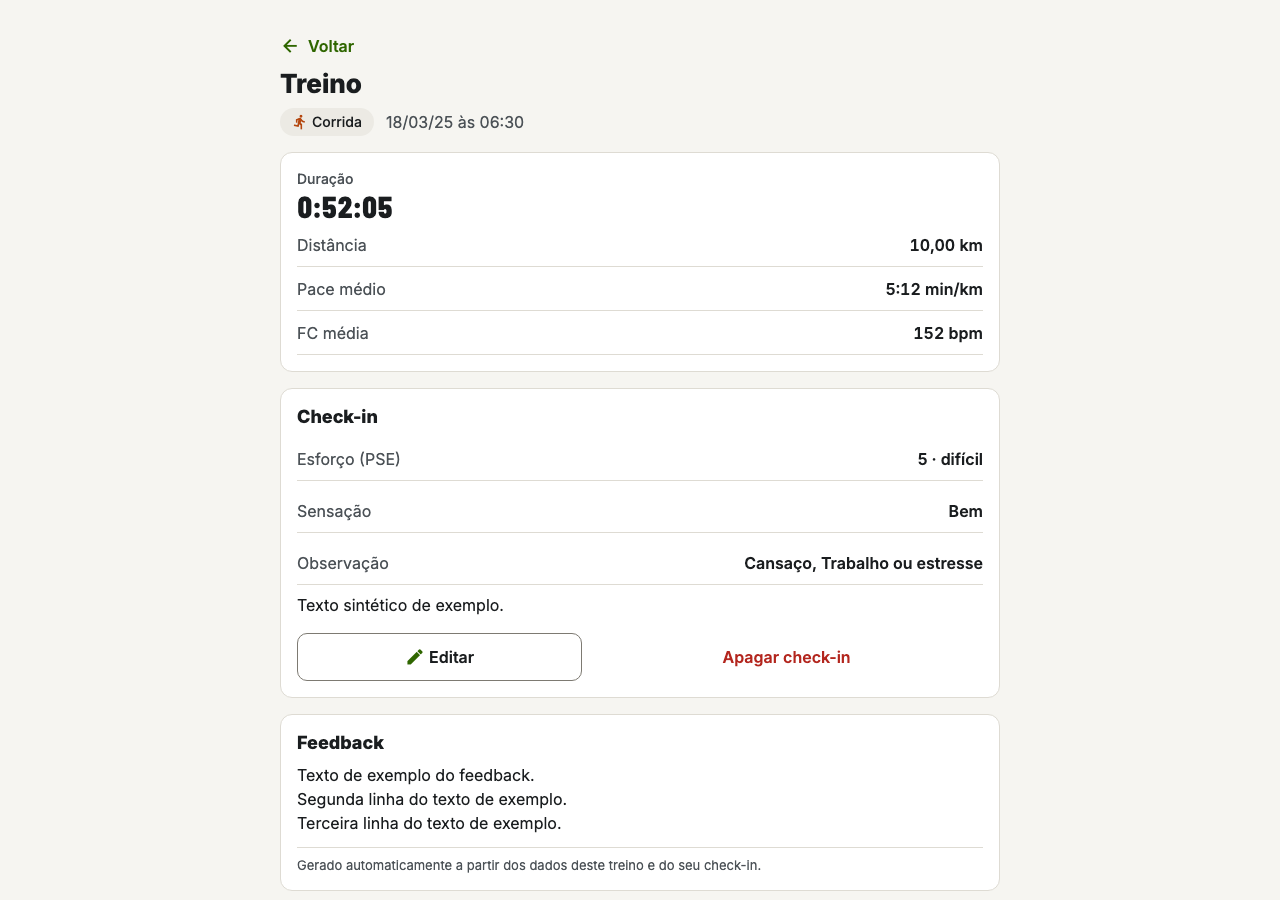 Voltar
Treino
Corrida 18/03/25 às 06:30
Duração
0:52:05
Distância 10,00 km
Pace médio 5:12 min/km
FC média 152 bpm
Check-in
Esforço (PSE) 5 · difícil
Sensação Bem
Observação Cansaço, Trabalho ou estresse
Texto sintético de exemplo.
Editar Apagar check-in
Feedback
Texto de exemplo do feedback.
Segunda linha do texto de exemplo.
Terceira linha do texto de exemplo.
Gerado automaticamente a partir dos dados deste treino e do seu check-in.